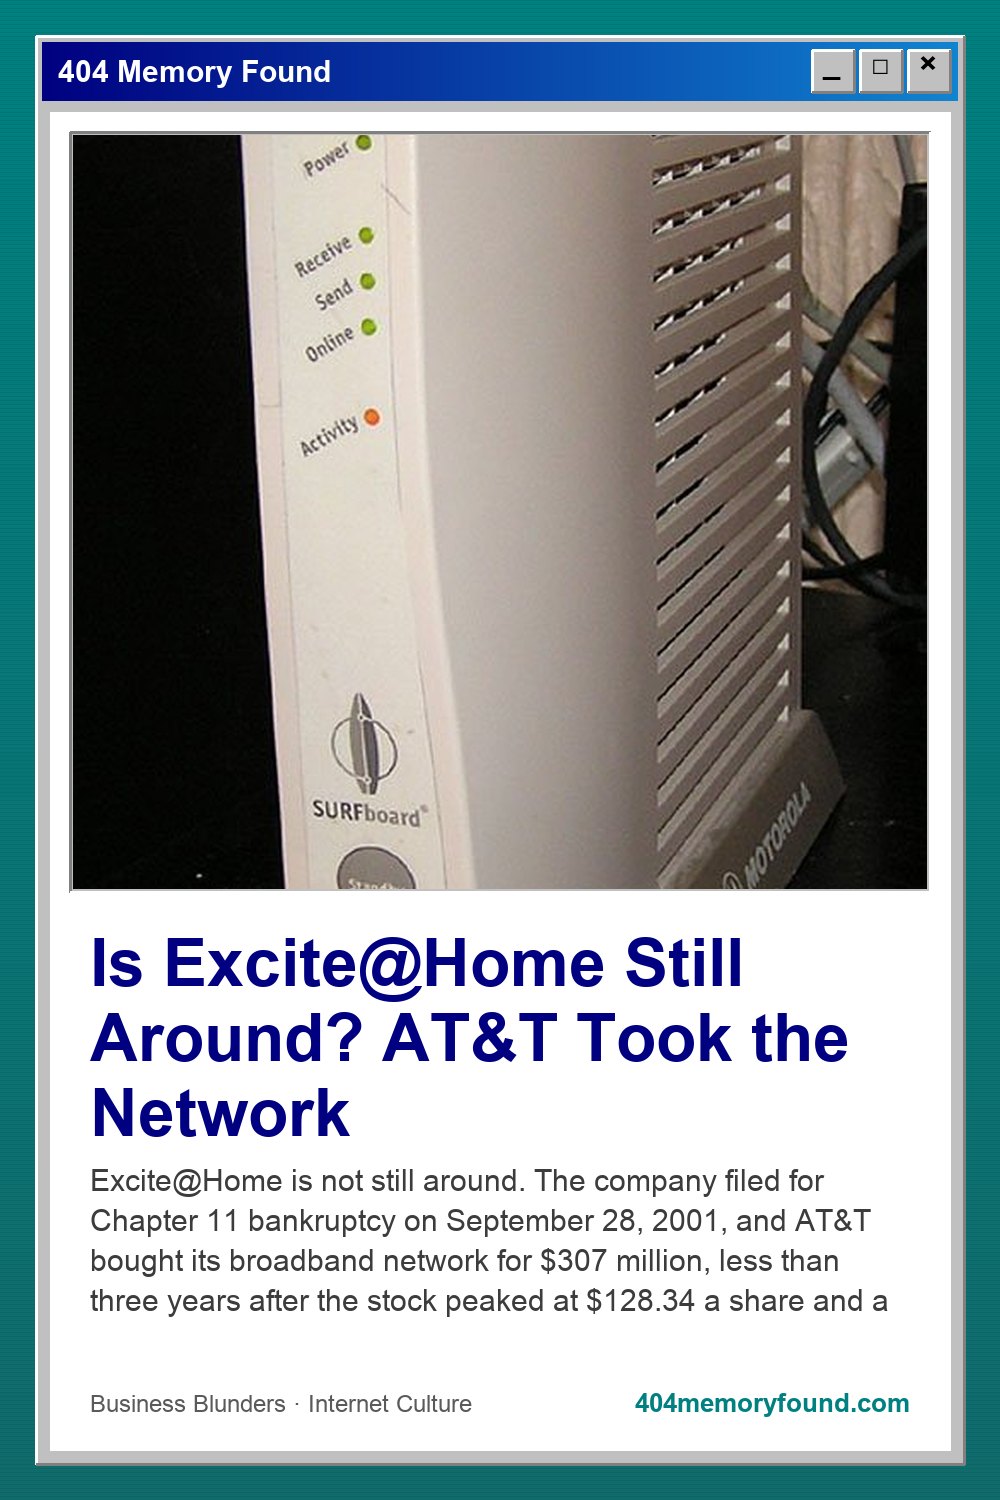 404 Memory Found
Power
Receive
Send
Online
Activity
SURFboard®
Standby
MOTOROLA
Is Excite@Home Still
Around? AT&T Took the
Network
Excite@Home is not still around. The company filed for
Chapter 11 bankruptcy on September 28, 2001, and AT&T
bought its broadband network for $307 million, less than
three years after the stock peaked at $128.34 a share and a
Business Blunders · Internet Culture
404memoryfound.com